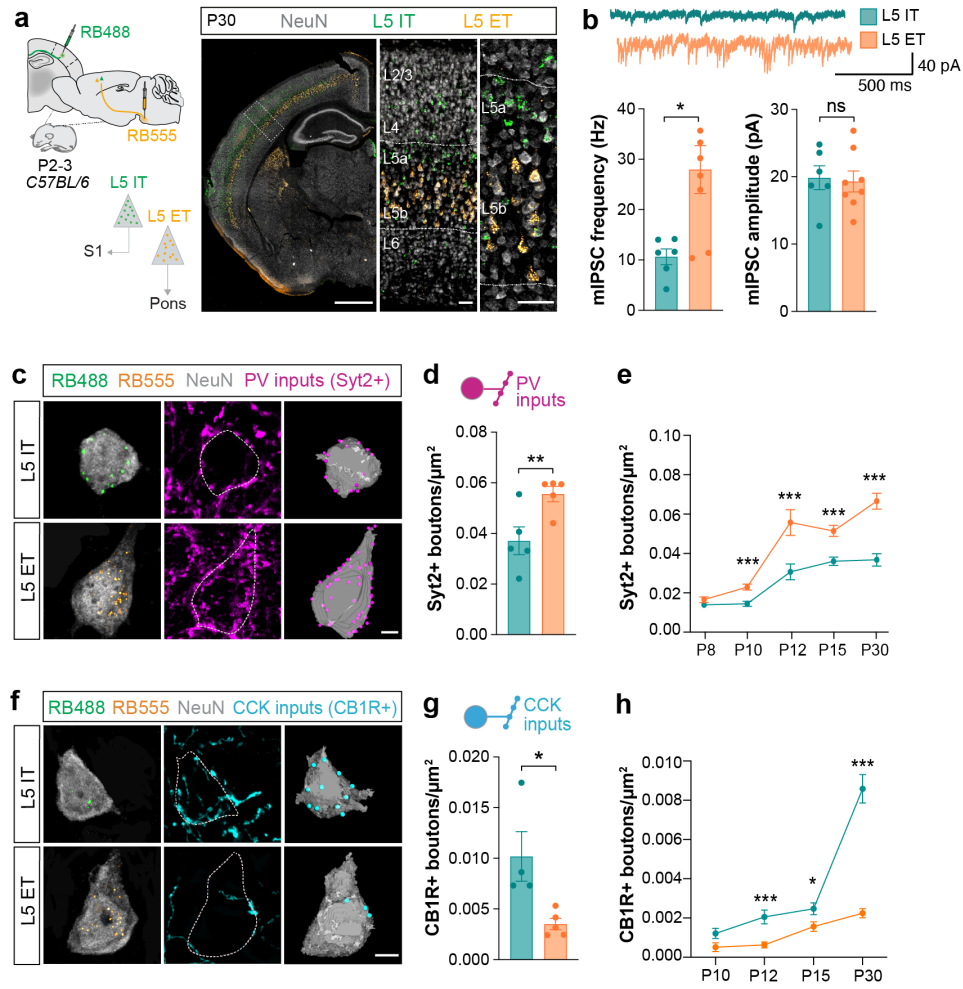 a
RB488
RB555
P2-3
C57BL/6
L5 IT
L5 ET
S1
Pons
P30 NeuN L5 IT L5 ET
L2/3
L4
L5a
L5b
L6
L5a
L5b
b
L5 IT
L5 ET
40 pA
500 ms
mIPSC frequency (Hz)
40
30
20
10
0
*
mIPSC amplitude (pA)
30
20
10
0
ns
c
RB488 RB555 NeuN PV inputs (Syt2+)
L5 IT
L5 ET
d
PV
inputs
Syt2+ boutons/µm²
0.08
0.06
0.04
0.02
0.00
**
e
Syt2+ boutons/µm²
0.10
0.08
0.06
0.04
0.02
0.00
***
***
***
***
P8 P10 P12 P15 P30
f
RB488 RB555 NeuN CCK inputs (CB1R+)
L5 IT
L5 ET
g
CCK
inputs
CB1R+ boutons/µm²
0.020
0.015
0.010
0.005
0.000
*
h
CB1R+ boutons/µm²
0.010
0.008
0.006
0.004
0.002
0.000
***
*
***
P10 P12 P15 P30